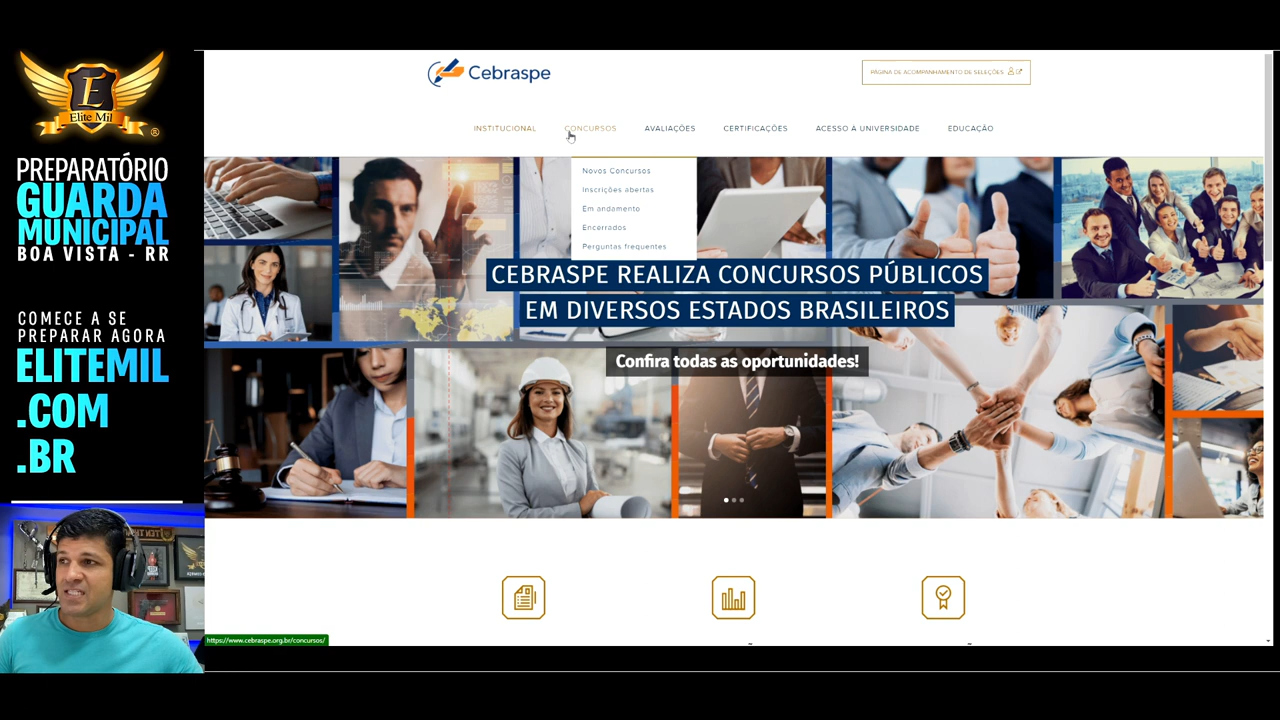 Elite Mil
®
PREPARATÓRIO
GUARDA
MUNICIPAL
BOA VISTA - RR
COMECE A SE
PREPARAR AGORA
ELITEMIL
.COM
.BR
Cebraspe
PÁGINA DE ACOMPANHAMENTO DE SELEÇÕES
INSTITUCIONAL
CONCURSOS
AVALIAÇÕES
CERTIFICAÇÕES
ACESSO À UNIVERSIDADE
EDUCAÇÃO
Novos Concursos
Inscrições abertas
Em andamento
Encerrados
Perguntas frequentes
CEBRASPE REALIZA CONCURSOS PÚBLICOS
EM DIVERSOS ESTADOS BRASILEIROS
Confira todas as oportunidades!
https://www.cebraspe.org.br/concursos/